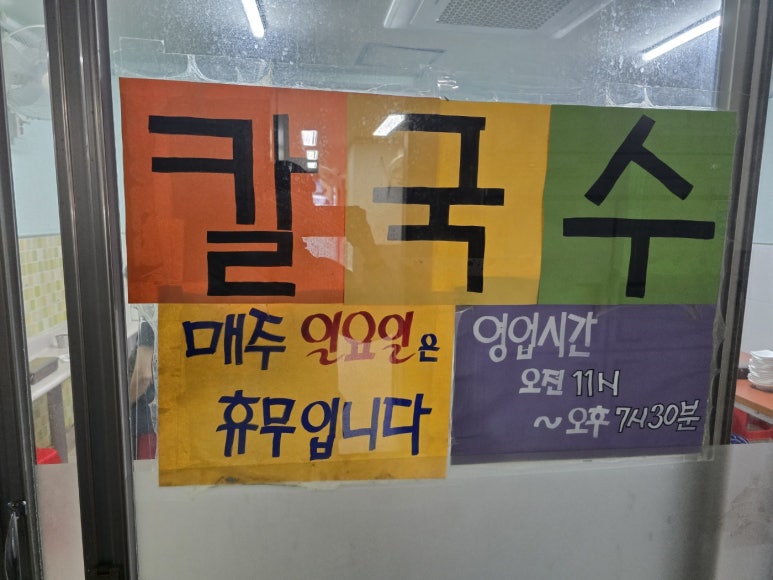 칼국수
매주 일요일은
휴무입니다
영업시간
오전 11시
~오후 7시30분